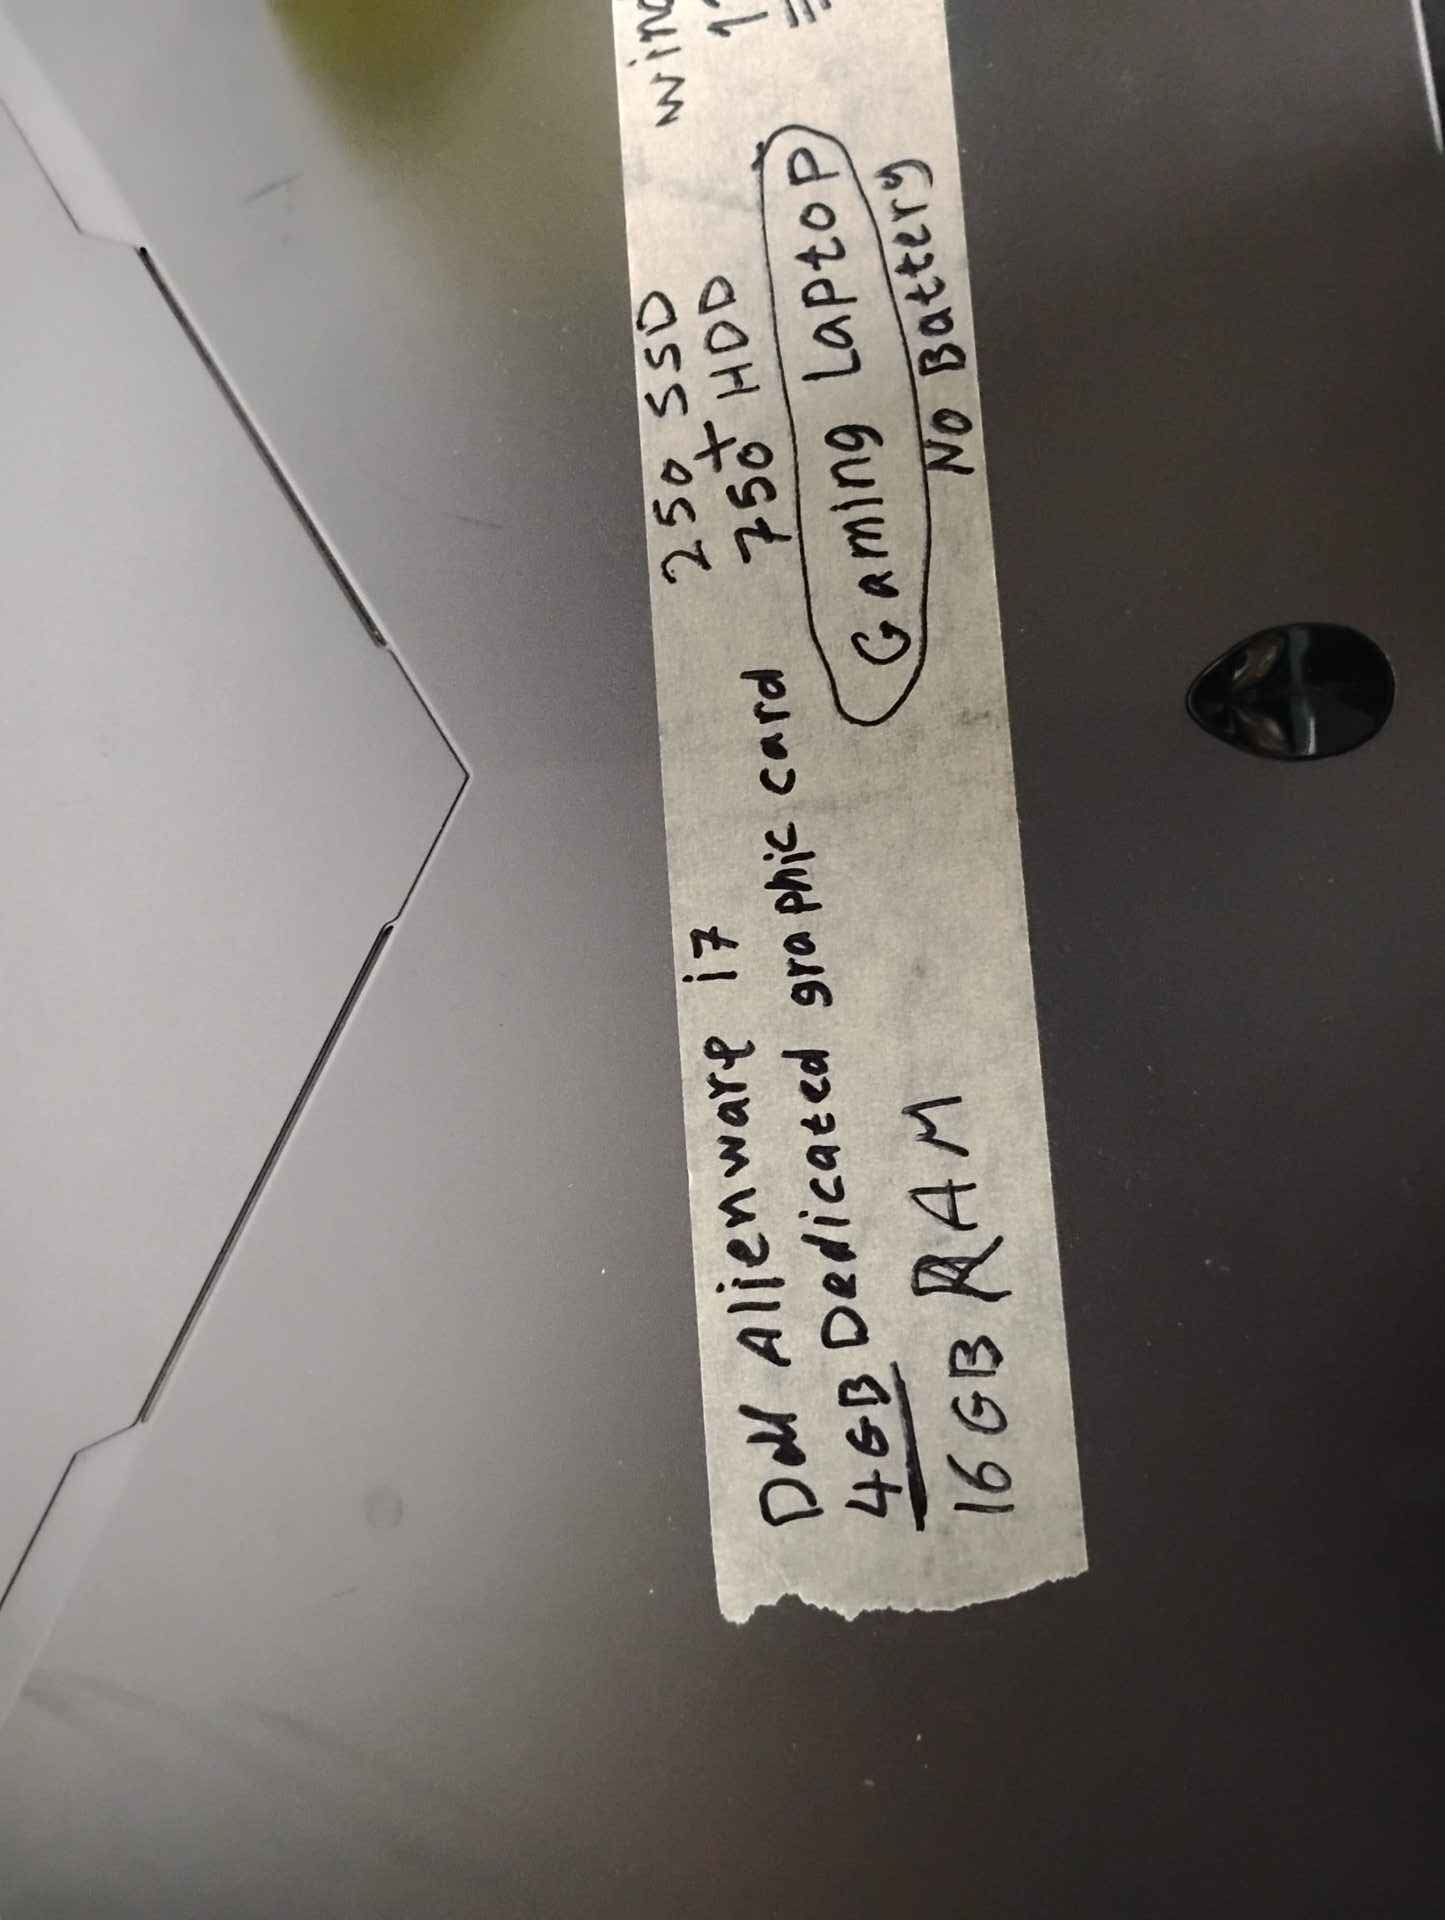 Dell Alienware i7
4GB Dedicated graphic card
16GB RAM
250 SSD
+
750 HDD
Gaming Laptop
No Battery